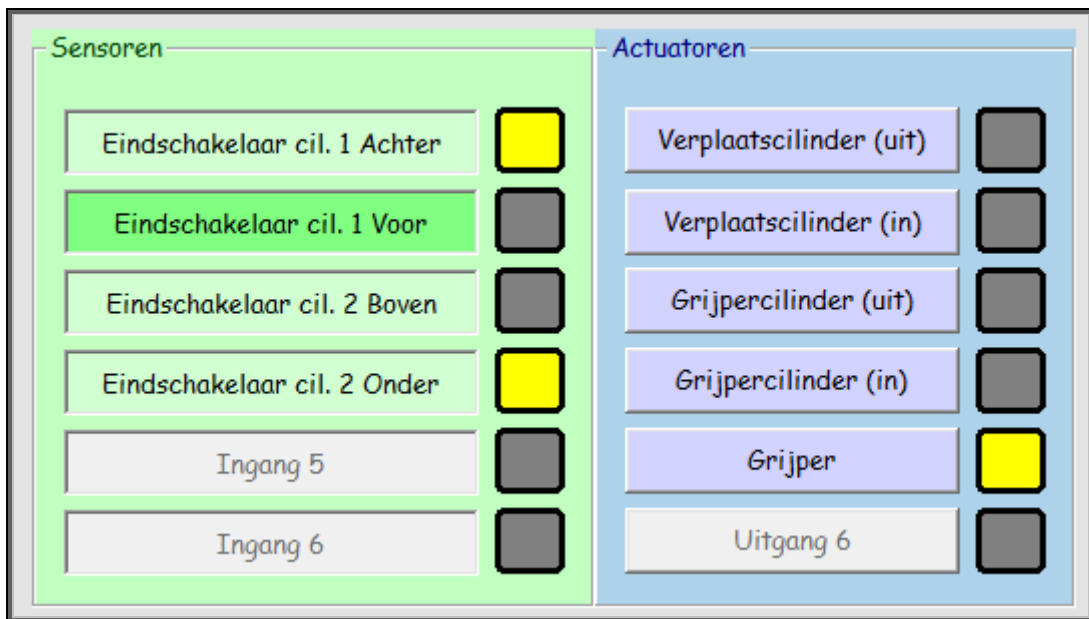 Sensoren
Eindschakelaar cil. 1 Achter
Eindschakelaar cil. 1 Voor
Eindschakelaar cil. 2 Boven
Eindschakelaar cil. 2 Onder
Ingang 5
Ingang 6
Actuatoren
Verplaatscilinder (uit)
Verplaatscilinder (in)
Grijpercilinder (uit)
Grijpercilinder (in)
Grijper
Uitgang 6